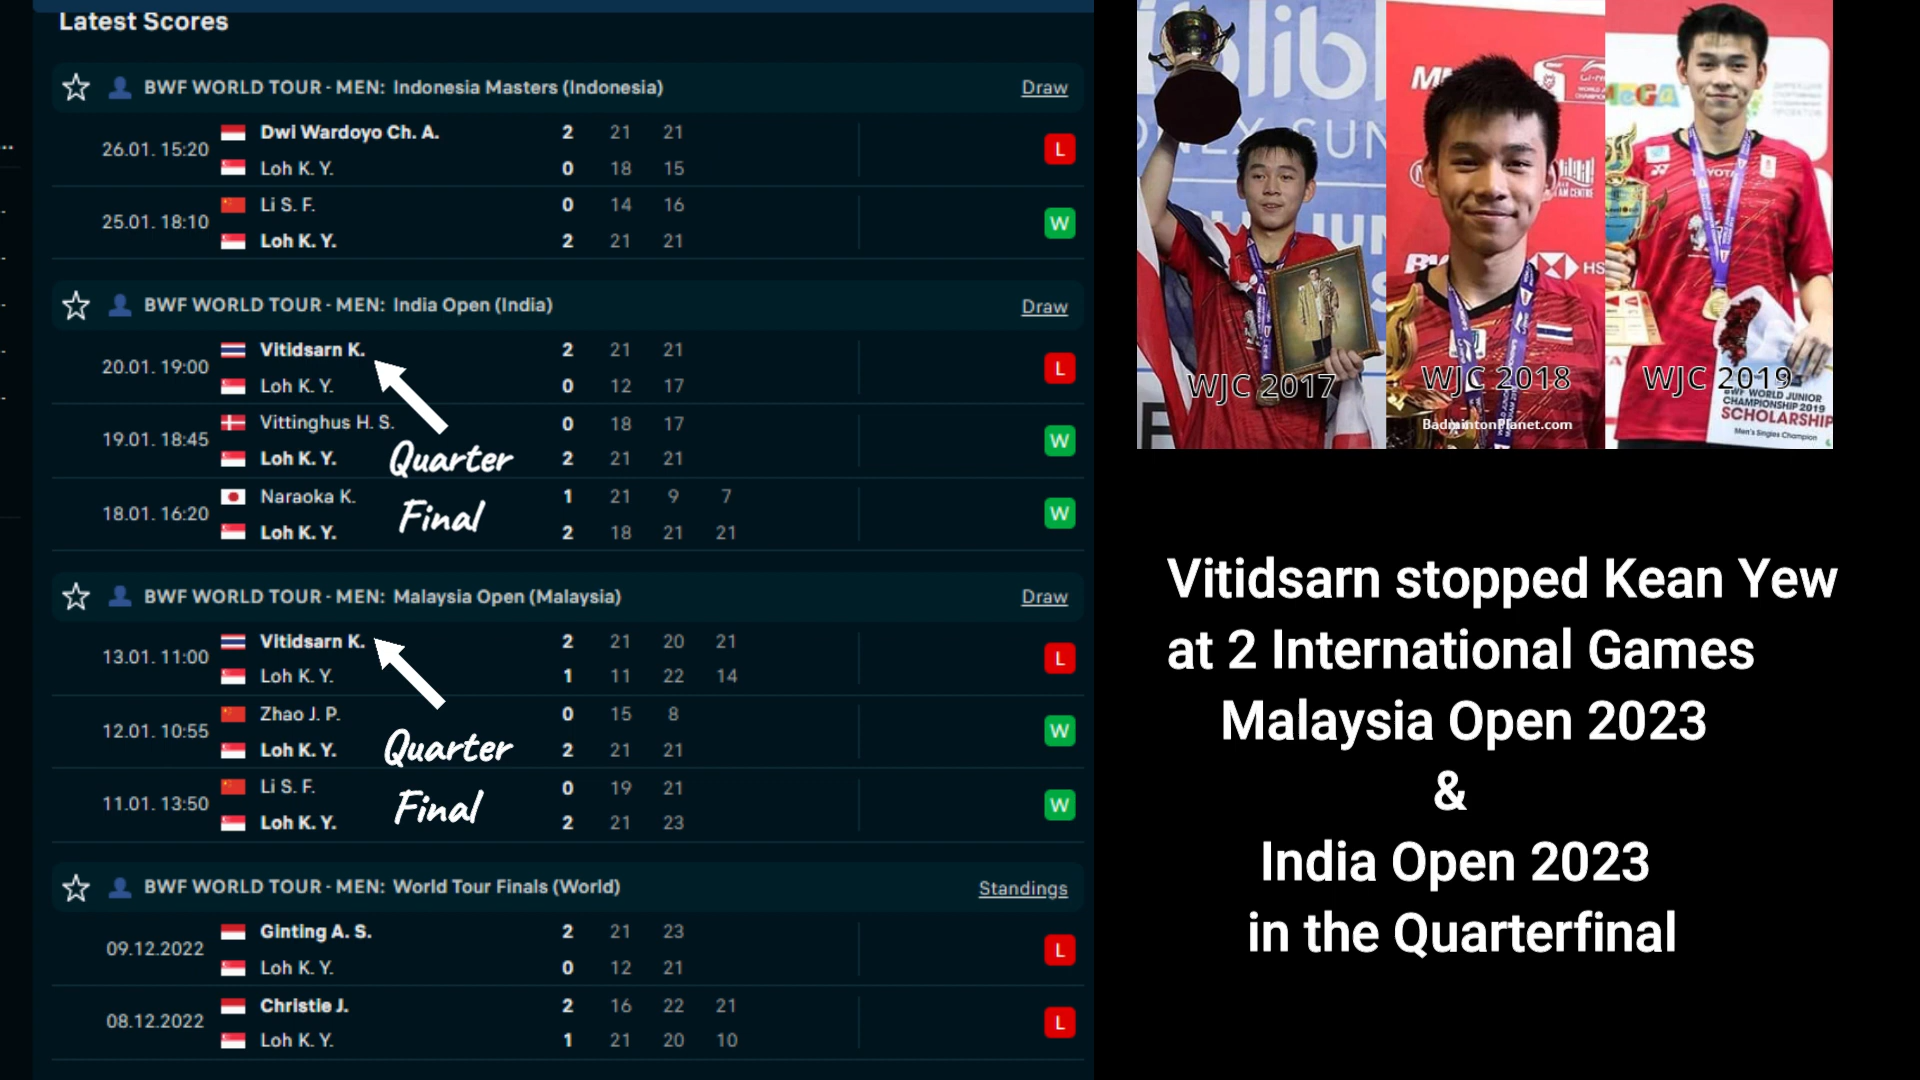 Latest Scores
BWF WORLD TOUR - MEN: Indonesia Masters (Indonesia) Draw
26.01. 15:20
Dwi Wardoyo Ch. A. 2 21 21
Loh K. Y. 0 18 15
L
25.01. 18:10
Li S. F. 0 14 16
Loh K. Y. 2 21 21
W
BWF WORLD TOUR - MEN: India Open (India) Draw
20.01. 19:00
Vitidsarn K. 2 21 21
Loh K. Y. 0 12 17
L
19.01. 18:45
Vittinghus H. S. 0 18 17
Loh K. Y. 2 21 21
W
Quarter
Final
18.01. 16:20
Naraoka K. 1 21 9 7
Loh K. Y. 2 18 21 21
W
BWF WORLD TOUR - MEN: Malaysia Open (Malaysia) Draw
13.01. 11:00
Vitidsarn K. 2 21 20 21
Loh K. Y. 1 11 22 14
L
12.01. 10:55
Zhao J. P. 0 15 8
Loh K. Y. 2 21 21
W
Quarter
Final
11.01. 13:50
Li S. F. 0 19 21
Loh K. Y. 2 21 23
W
BWF WORLD TOUR - MEN: World Tour Finals (World) Standings
09.12.2022
Ginting A. S. 2 21 23
Loh K. Y. 0 12 21
L
08.12.2022
Christie J. 2 16 22 21
Loh K. Y. 1 21 20 10
L
WJC 2017
WJC 2018
WJC 2019
BadmintonPlanet.com
BWF WORLD JUNIOR
CHAMPIONSHIP 2019
SCHOLARSHIP
Men's Singles Champion
Vitidsarn stopped Kean Yew
at 2 International Games
Malaysia Open 2023
&
India Open 2023
in the Quarterfinal